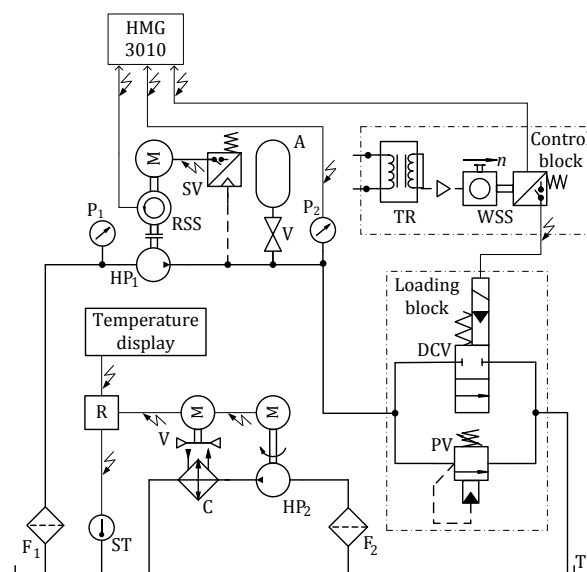 HMG
3010
A
Control
block
n
M
SV
TR
WSS
P1
RSS
P2
V
HP1
Loading
block
Temperature
display
DCV
R
V
M
M
PV
C
HP2
F1
ST
F2
T